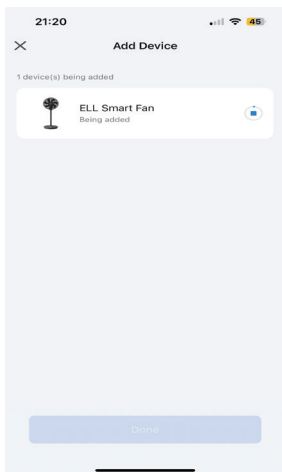 21:20
45
Add Device
1 device(s) being added
ELL Smart Fan
Being added
Done